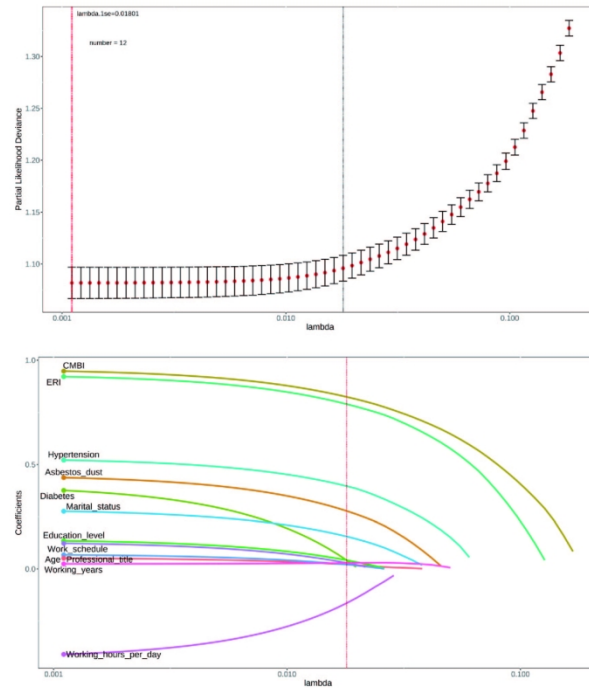 lambda.1se=0.01801
number = 12
Partial Likelihood Deviance
1.30
1.25
1.20
1.15
1.10
0.001
0.010
0.100
lambda
Coefficients
1.0
0.5
0.0
CMBI
ERI
Hypertension
Asbestos_dust
Diabetes
Marital_status
Education_level
Work_schedule
Age Professional_title
Working_years
Working_hours_per_day
0.001
0.010
0.100
lambda